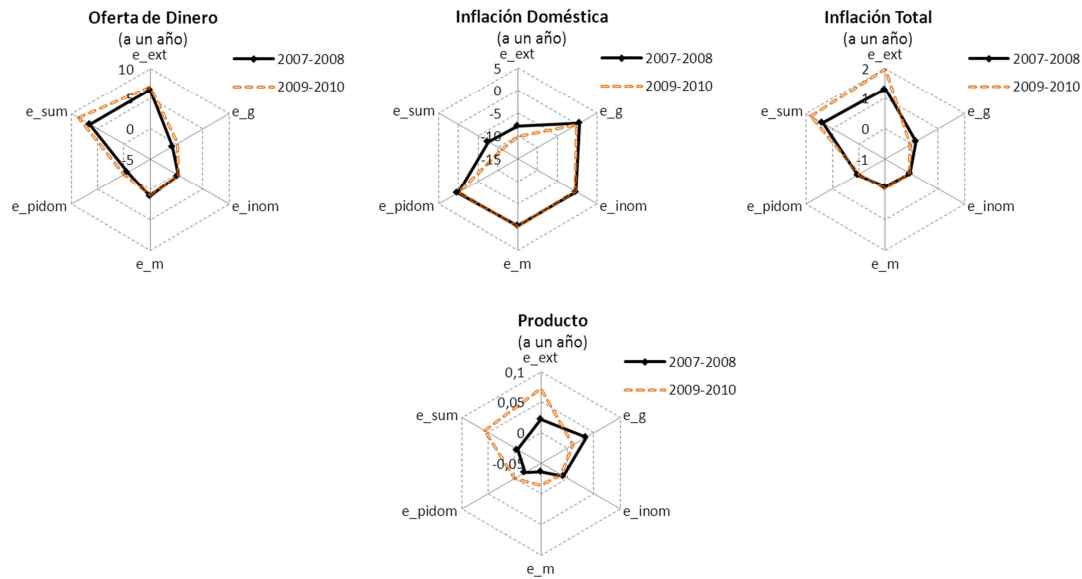 Oferta de Dinero
(a un año)
e_ext
2007-2008
2009-2010
10
5
0
-5
e_sum
e_g
e_pidom
e_inom
e_m
Inflación Doméstica
(a un año)
e_ext
2007-2008
2009-2010
5
0
-5
-10
-15
e_sum
e_g
e_pidom
e_inom
e_m
Inflación Total
(a un año)
e_ext
2007-2008
2009-2010
2
1
0
-1
e_sum
e_g
e_pidom
e_inom
e_m
Producto
(a un año)
e_ext
2007-2008
2009-2010
0,1
0,05
0
-0,05
e_sum
e_g
e_pidom
e_inom
e_m